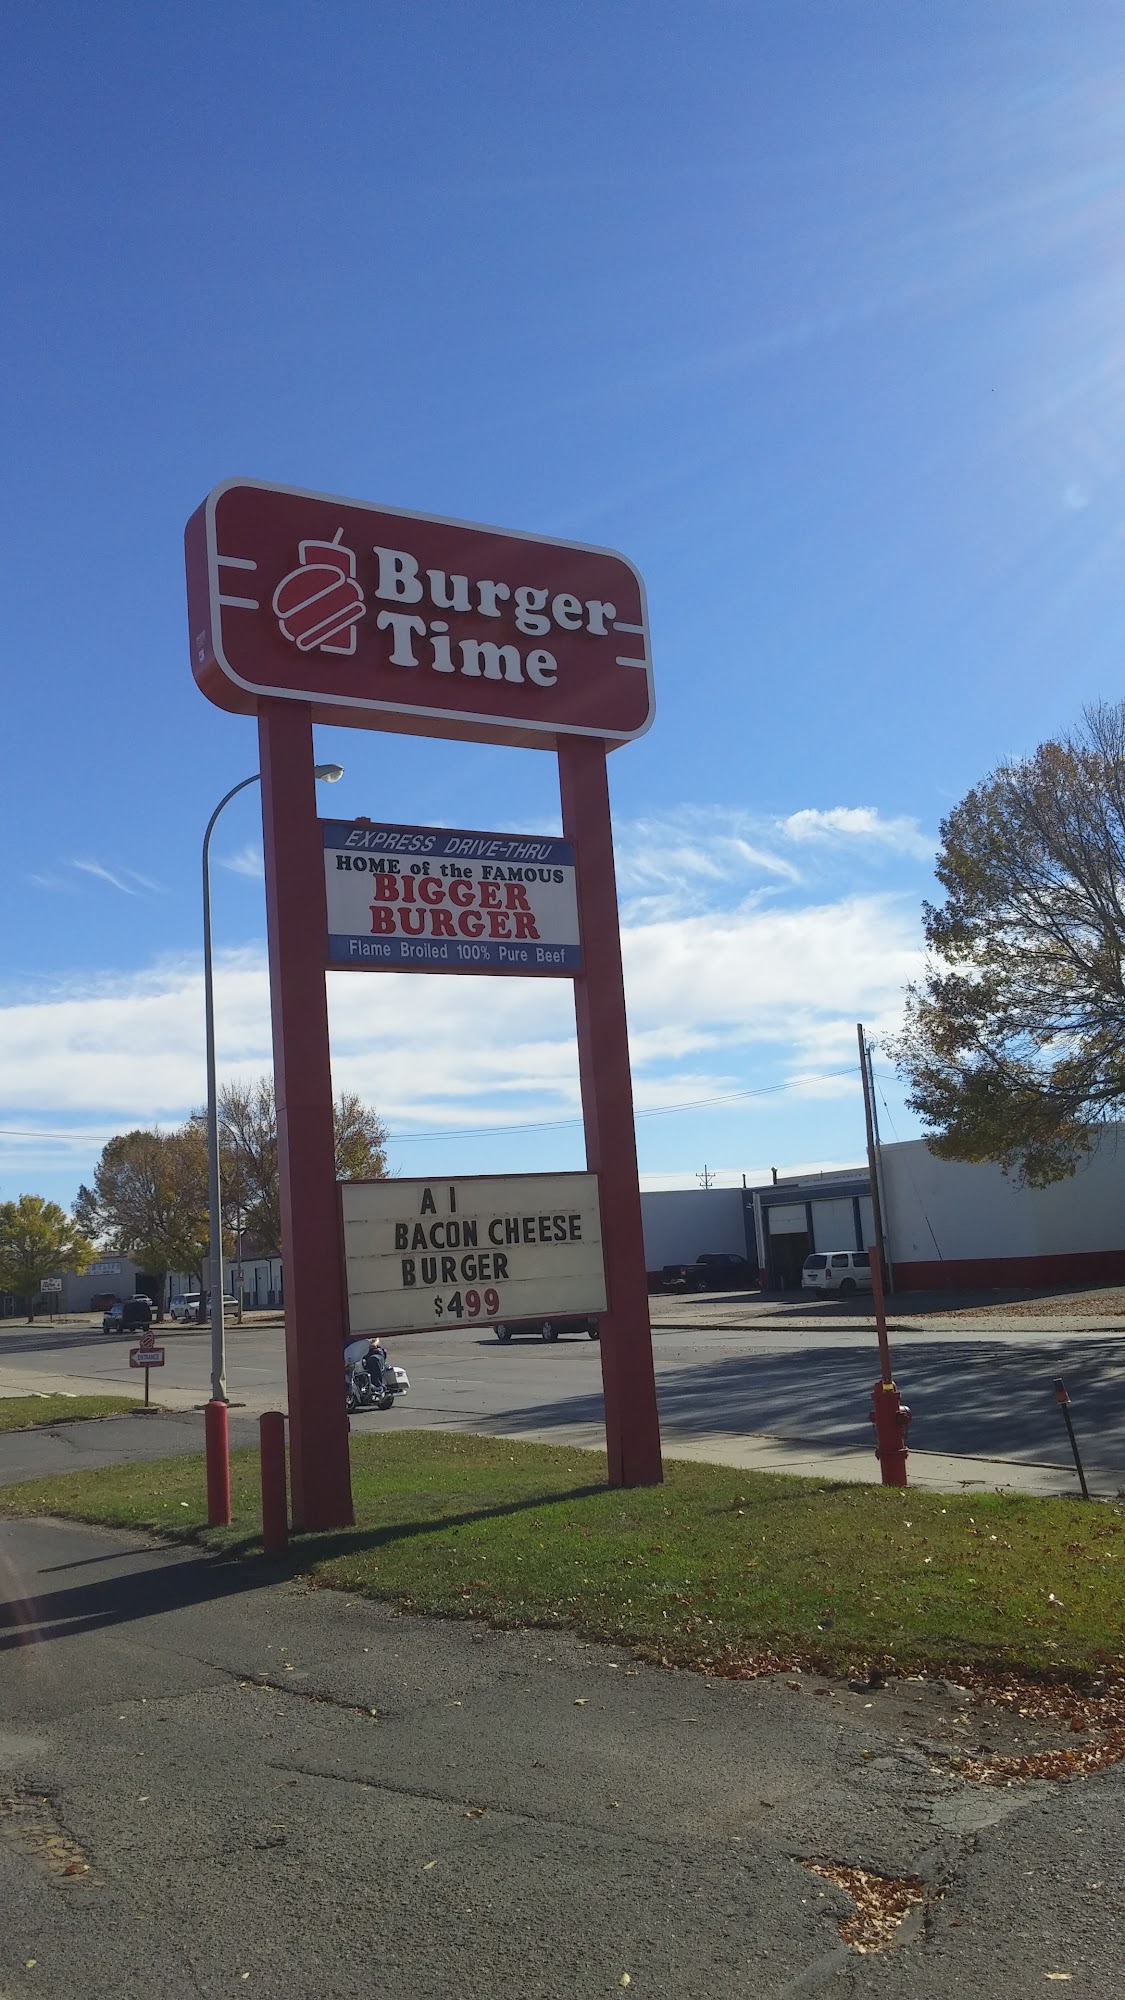 Burger
Time
EXPRESS DRIVE-THRU
HOME of the FAMOUS
BIGGER
BURGER
Flame Broiled 100% Pure Beef
A I
BACON CHEESE
BURGER
$499
ENTRANCE